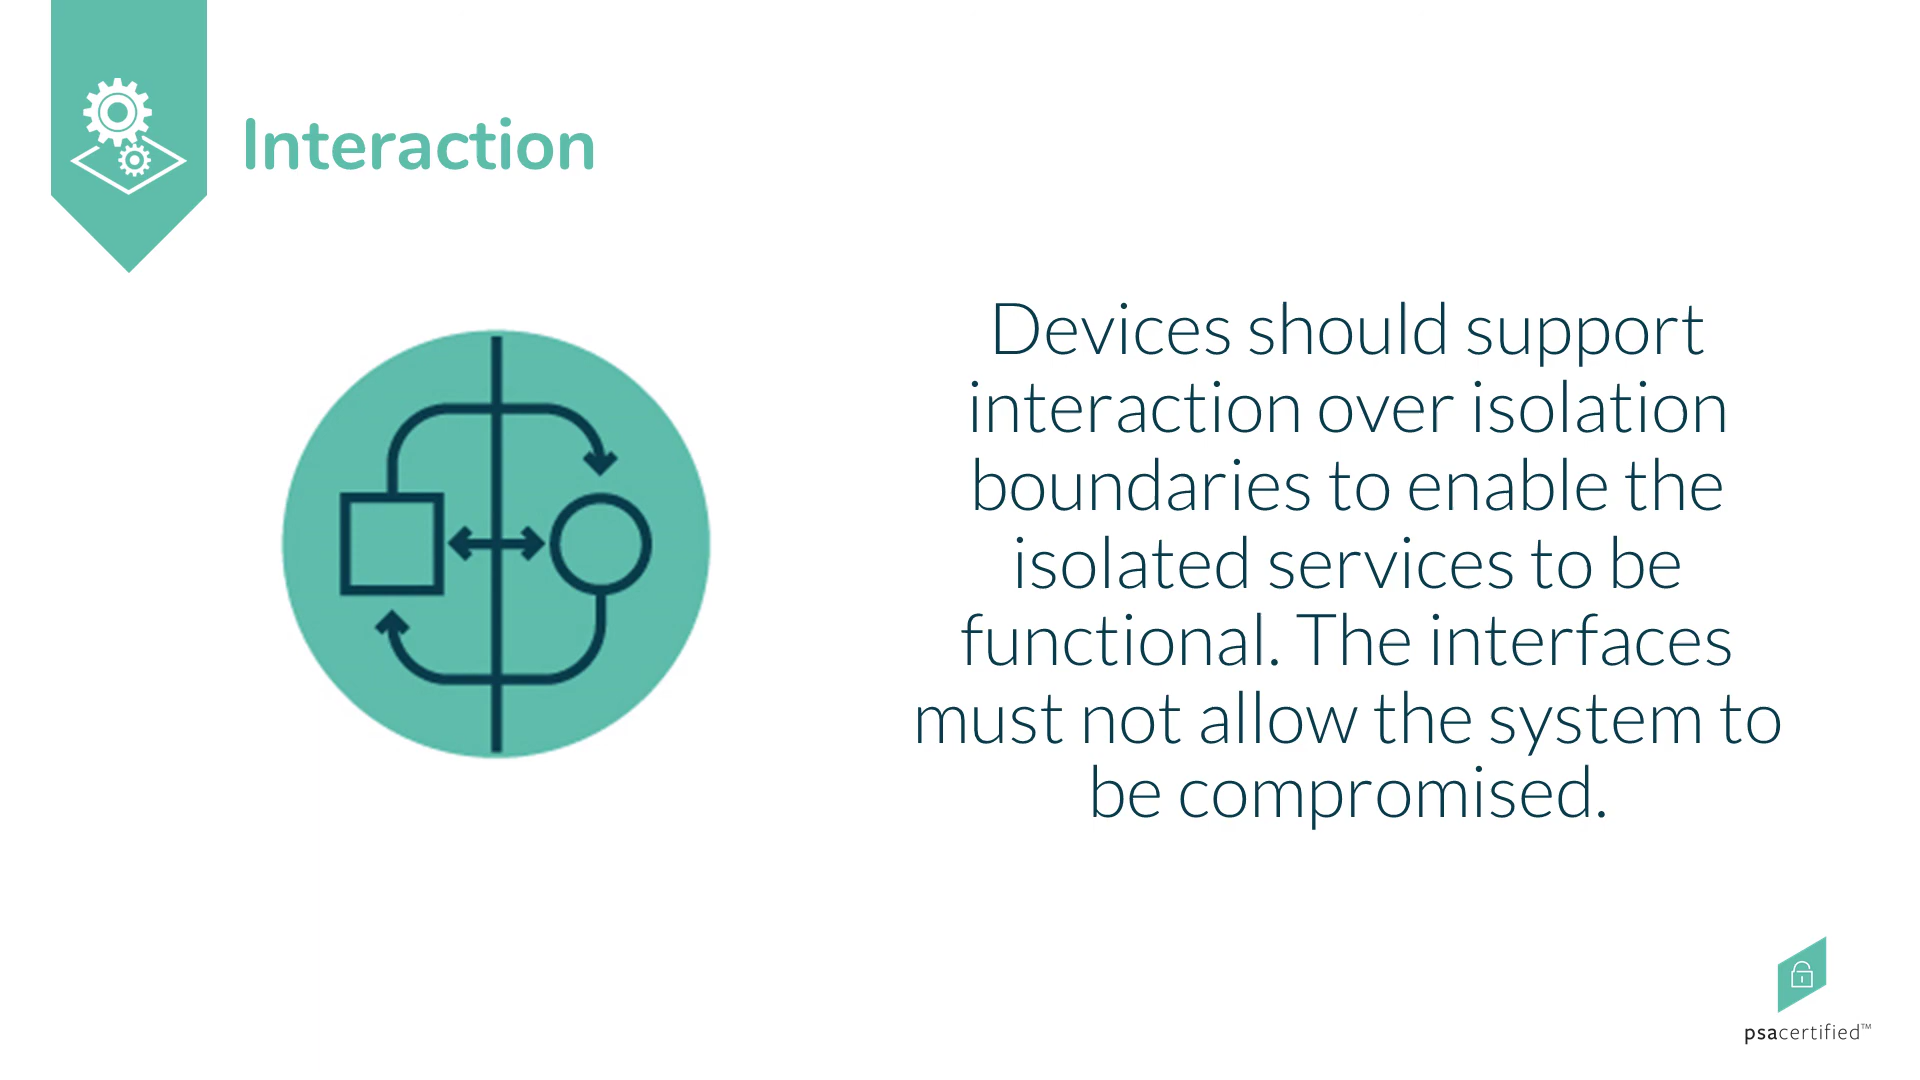 Interaction
Devices should support
interaction over isolation
boundaries to enable the
isolated services to be
functional. The interfaces
must not allow the system to
be compromised.
psacertified™